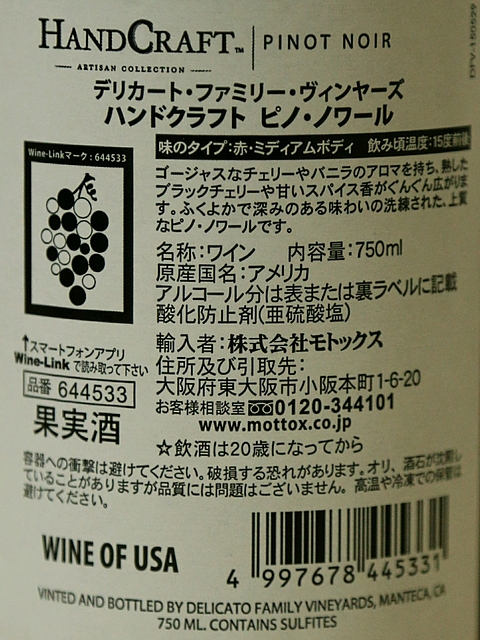 HANDCRAFT™ PINOT NOIR
ARTISAN COLLECTION
デリカート・ファミリー・ヴィンヤーズ
ハンドクラフト ピノ・ノワール
味のタイプ:赤・ミディアムボディ 飲み頃温度:15度前後
Wine-Linkマーク:644533
ゴージャスなチェリーやバニラのアロマを持ち、熟した
ブラックチェリーや甘いスパイス香がぐんぐん広がりま
す。ふくよかで深みのある味わいの洗練された、上質
なピノ・ノワールです。
名称:ワイン 内容量:750ml
原産国名:アメリカ
アルコール分は表または裏ラベルに記載
酸化防止剤(亜硫酸塩)
輸入者:株式会社モトックス
住所及び引取先:
大阪府東大阪市小阪本町1-6-20
お客様相談室 0120-344101
www.mottox.co.jp
☆飲酒は20歳になってから
↑スマートフォンアプリ
Wine-Linkで読み取って下さい
品番 644533
果実酒
容器への衝撃は避けてください。破損する恐れがあります。オリ、酒石が沈殿し
ていることがありますが品質には問題はございません。高温や冷凍での保管は
避けてください。
WINE OF USA
4 997678 445331
VINTED AND BOTTLED BY DELICATO FAMILY VINEYARDS, MANTECA, CA
750 ML. CONTAINS SULFITES